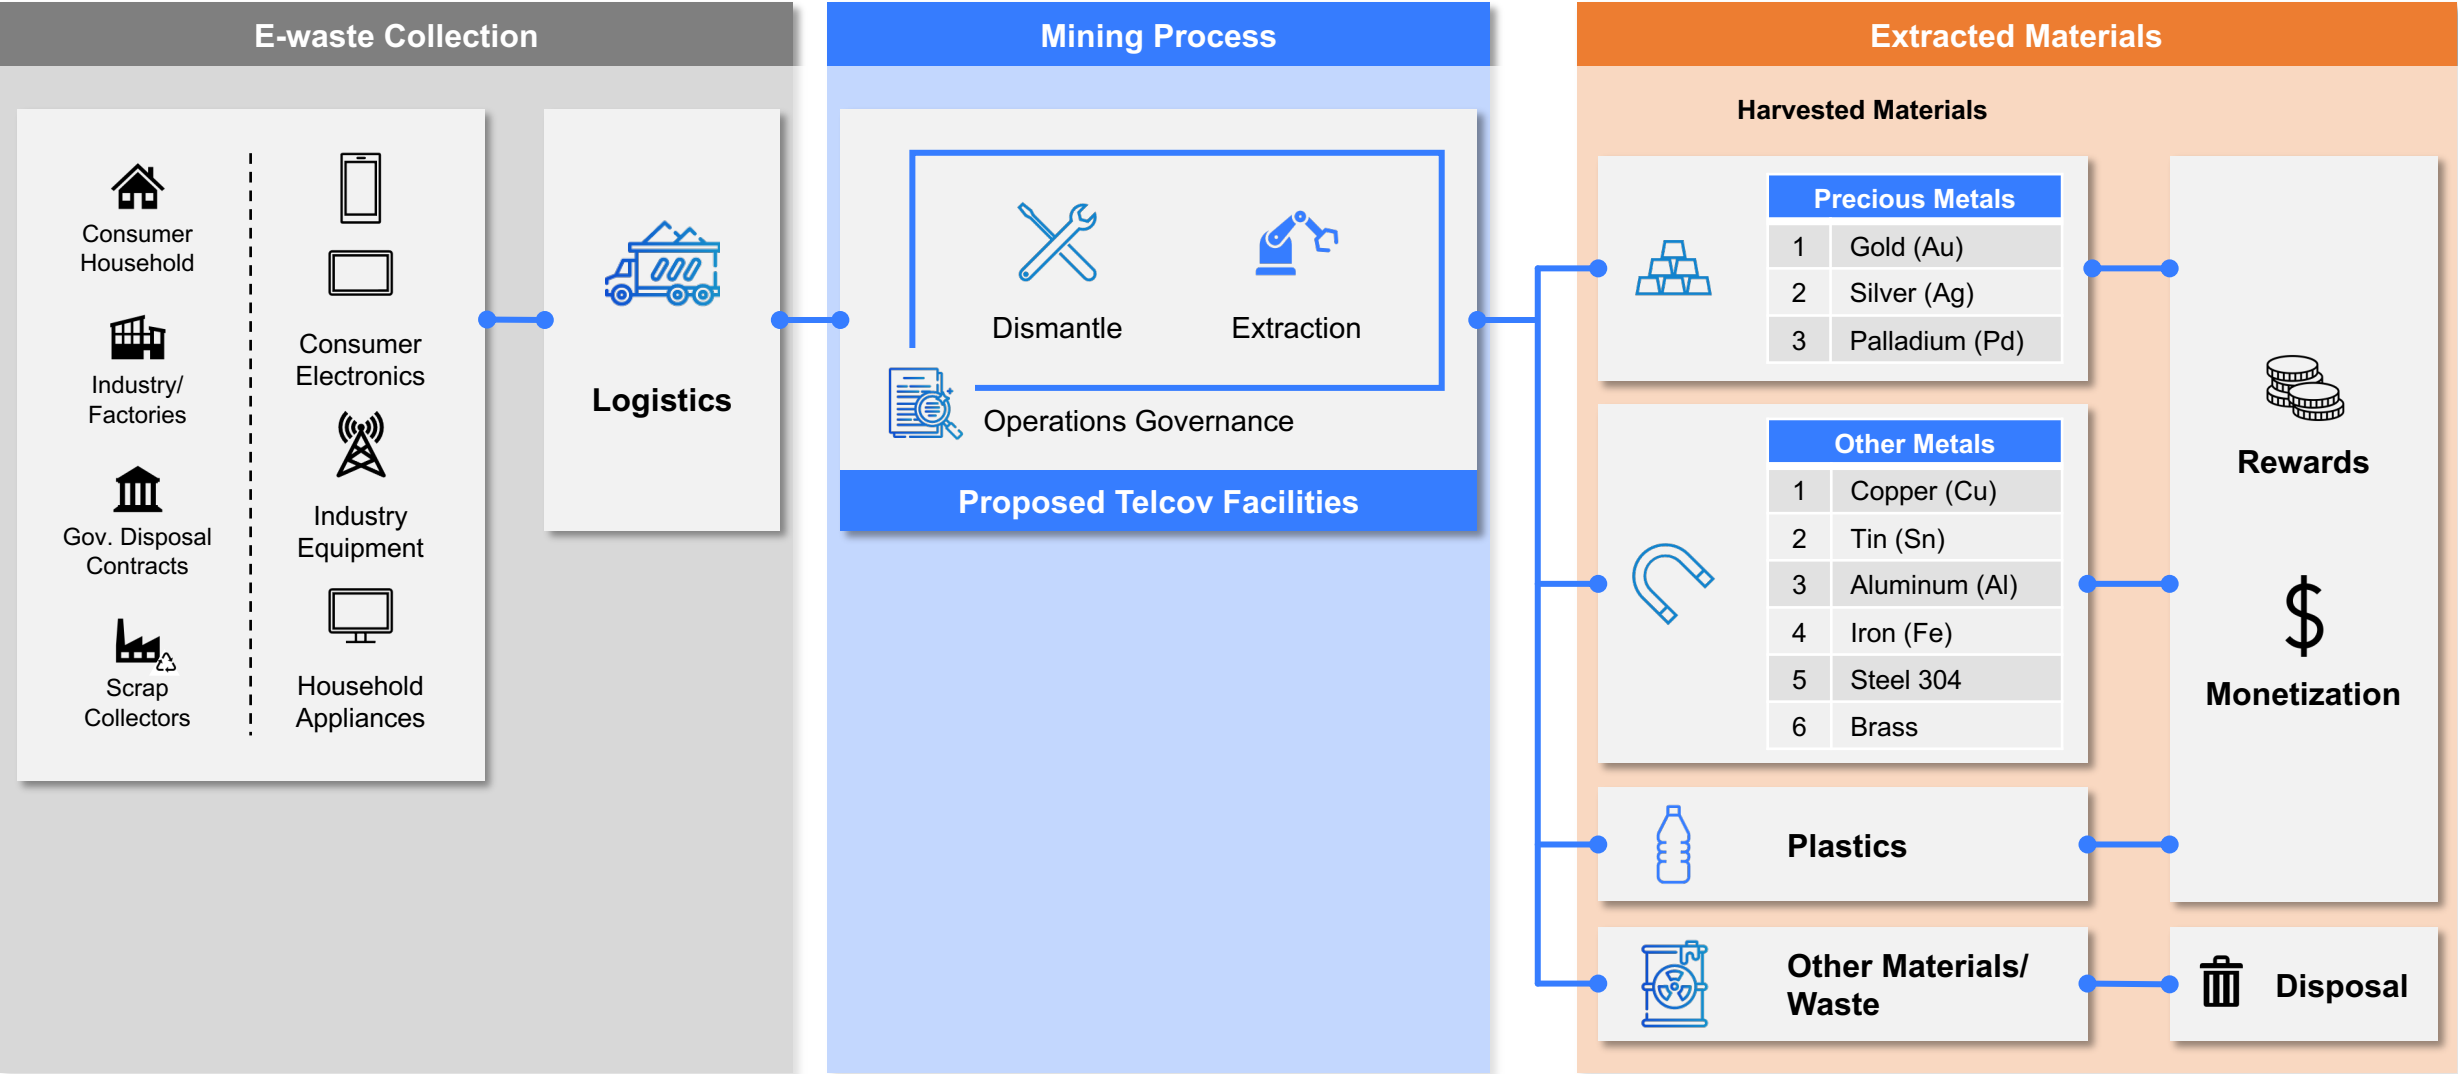 E-waste Collection
Consumer
Household
Industry/
Factories
Gov. Disposal
Contracts
Scrap
Collectors
Consumer
Electronics
Industry
Equipment
Household
Appliances
Logistics
Mining Process
Dismantle
Extraction
Operations Governance
Proposed Telcov Facilities
Extracted Materials
Harvested Materials
Precious Metals
1 Gold (Au)
2 Silver (Ag)
3 Palladium (Pd)
Other Metals
1 Copper (Cu)
2 Tin (Sn)
3 Aluminum (Al)
4 Iron (Fe)
5 Steel 304
6 Brass
Plastics
Other Materials/
Waste
Rewards
$
Monetization
Disposal